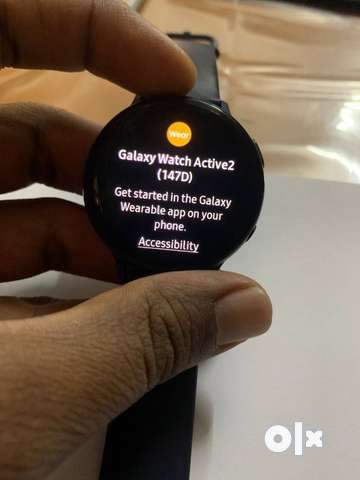 Wear
Galaxy Watch Active2
(147D)
Get started in the Galaxy
Wearable app on your
phone.
Accessibility
olx